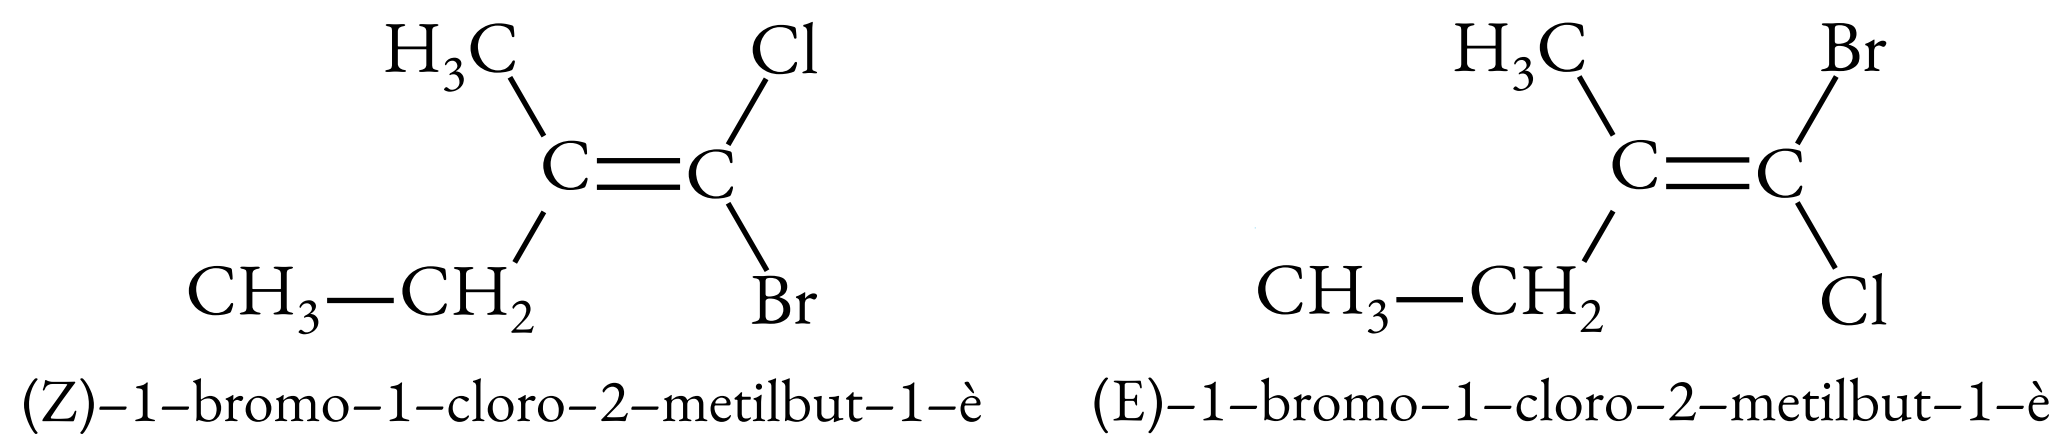 H₃C Cl H₃C Br
C C C C
CH₃ CH₂ Br CH₃ CH₂ Cl
(Z)–1–bromo–1–cloro–2–metilbut–1–è (E)–1–bromo–1–cloro–2–metilbut–1–è